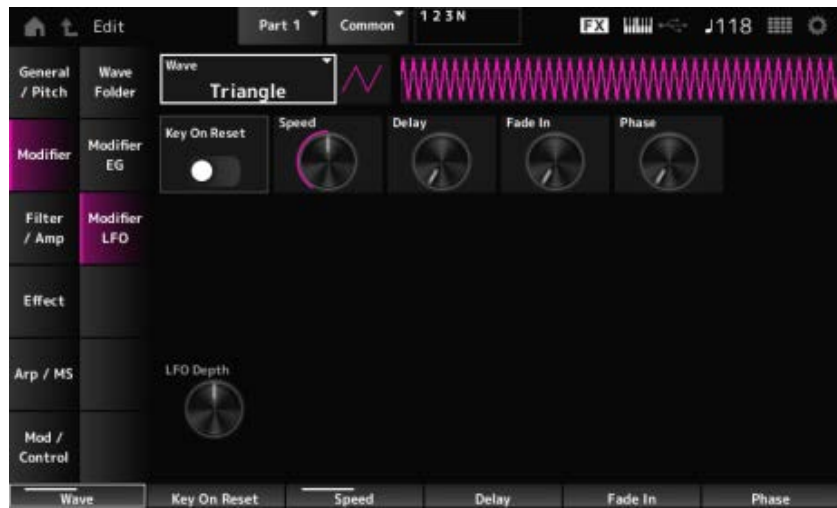 Edit
Part 1
Common
1 2 3 N
FX
♩118
General / Pitch
Wave Folder
Wave
Triangle
Modifier
Modifier EG
Key On Reset
Speed
Delay
Fade In
Phase
Filter / Amp
Modifier LFO
Effect
Arp / MS
LFO Depth
Mod / Control
Wave
Key On Reset
Speed
Delay
Fade In
Phase